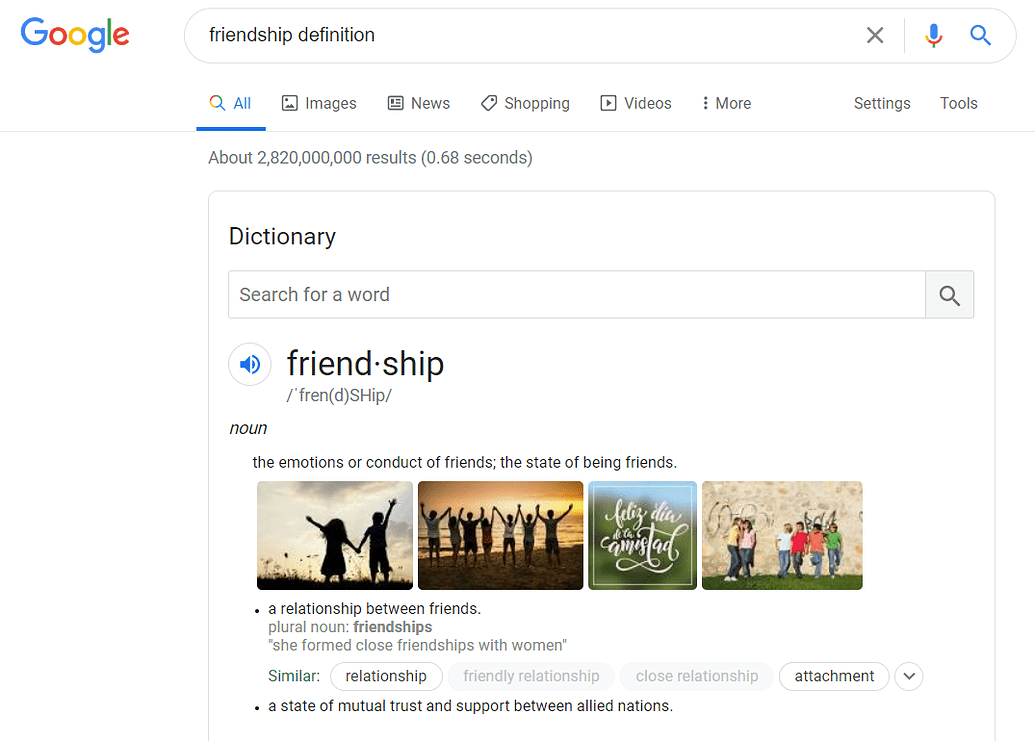 Google
friendship definition
All Images News Shopping Videos More Settings Tools
About 2,820,000,000 results (0.68 seconds)
Dictionary
Search for a word
friend·ship
/ˈfren(d)SHip/
noun
the emotions or conduct of friends; the state of being friends.
feliz día
de la
amistad
• a relationship between friends.
plural noun: friendships
"she formed close friendships with women"
Similar: relationship friendly relationship close relationship attachment
• a state of mutual trust and support between allied nations.